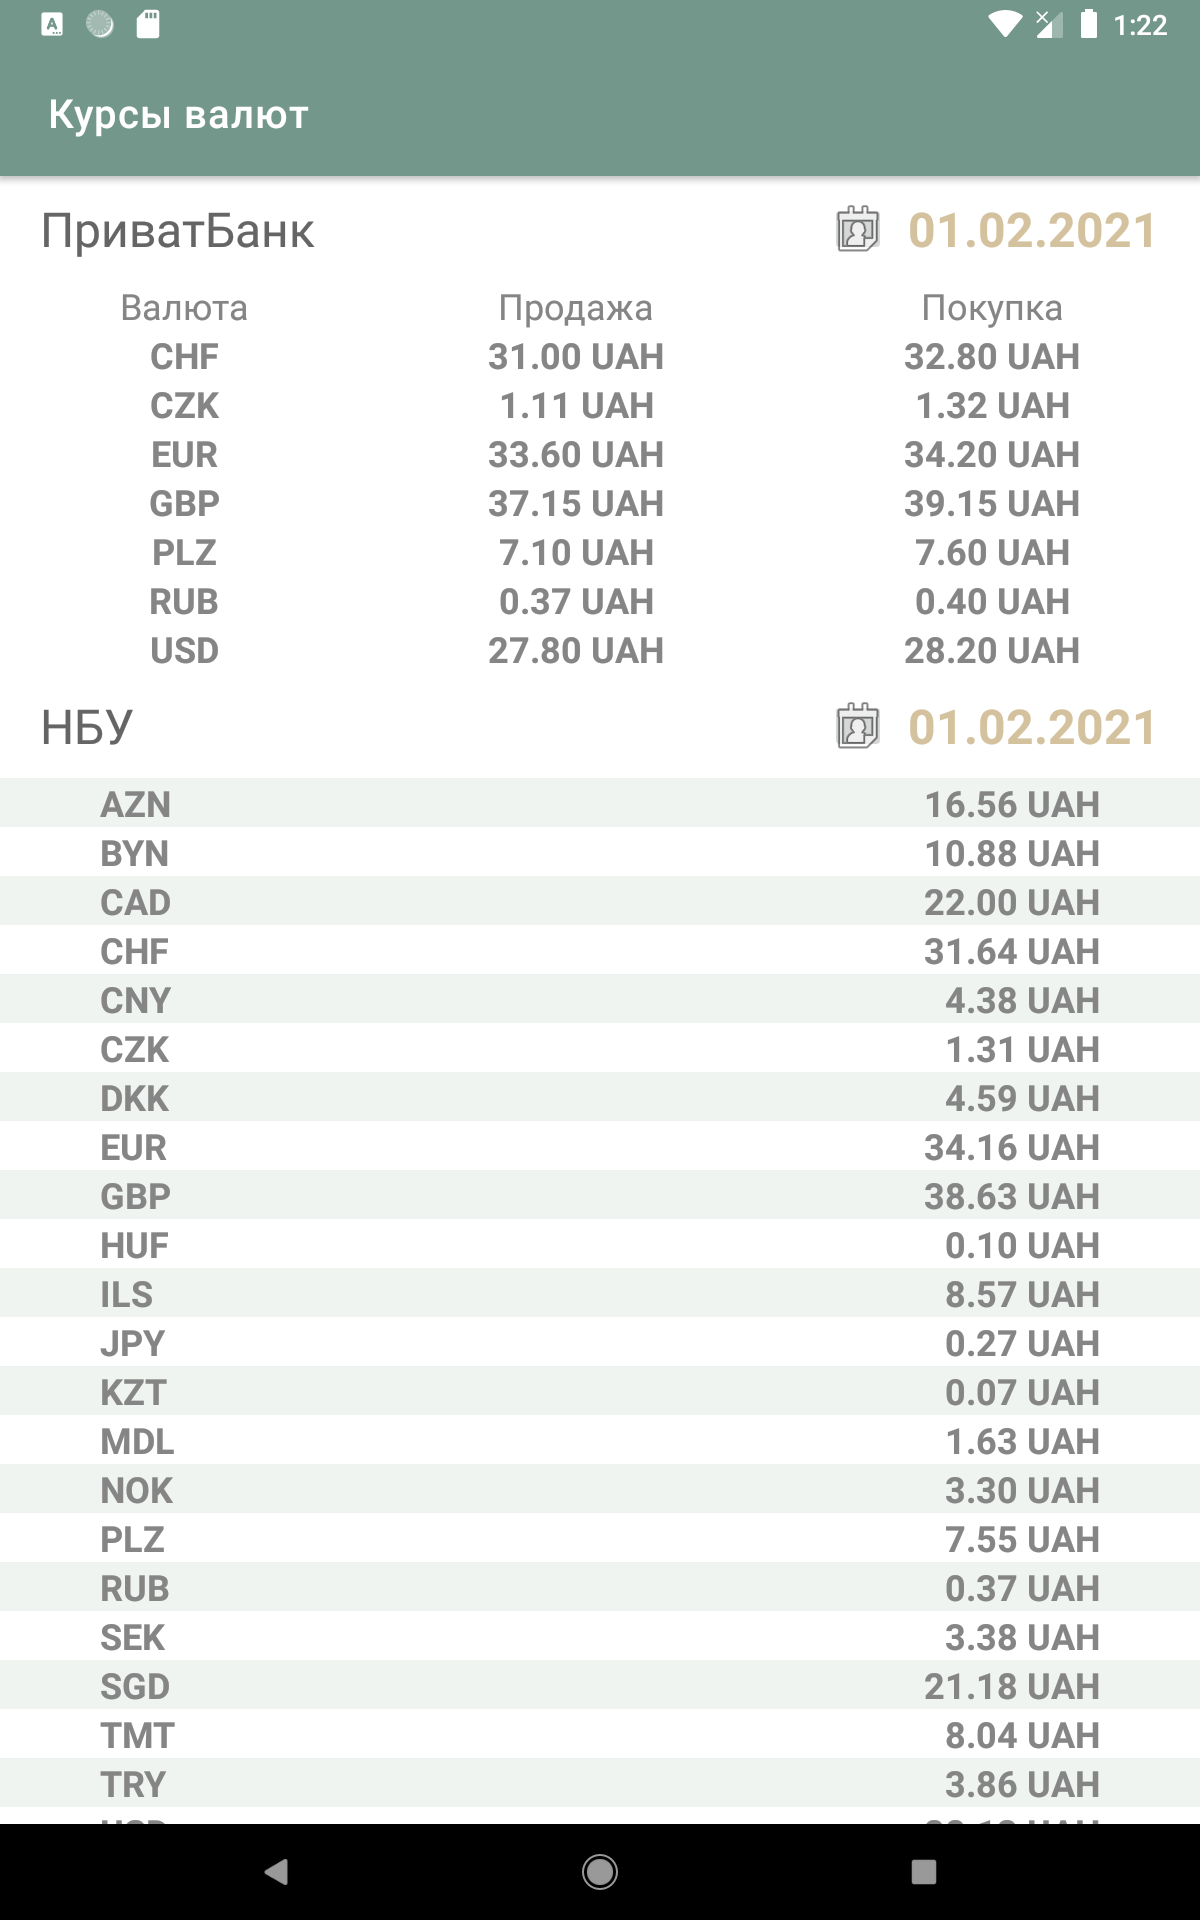 1:22
Курсы валют
ПриватБанк 01.02.2021
Валюта Продажа Покупка
CHF 31.00 UAH 32.80 UAH
CZK 1.11 UAH 1.32 UAH
EUR 33.60 UAH 34.20 UAH
GBP 37.15 UAH 39.15 UAH
PLZ 7.10 UAH 7.60 UAH
RUB 0.37 UAH 0.40 UAH
USD 27.80 UAH 28.20 UAH
НБУ 01.02.2021
AZN 16.56 UAH
BYN 10.88 UAH
CAD 22.00 UAH
CHF 31.64 UAH
CNY 4.38 UAH
CZK 1.31 UAH
DKK 4.59 UAH
EUR 34.16 UAH
GBP 38.63 UAH
HUF 0.10 UAH
ILS 8.57 UAH
JPY 0.27 UAH
KZT 0.07 UAH
MDL 1.63 UAH
NOK 3.30 UAH
PLZ 7.55 UAH
RUB 0.37 UAH
SEK 3.38 UAH
SGD 21.18 UAH
TMT 8.04 UAH
TRY 3.86 UAH